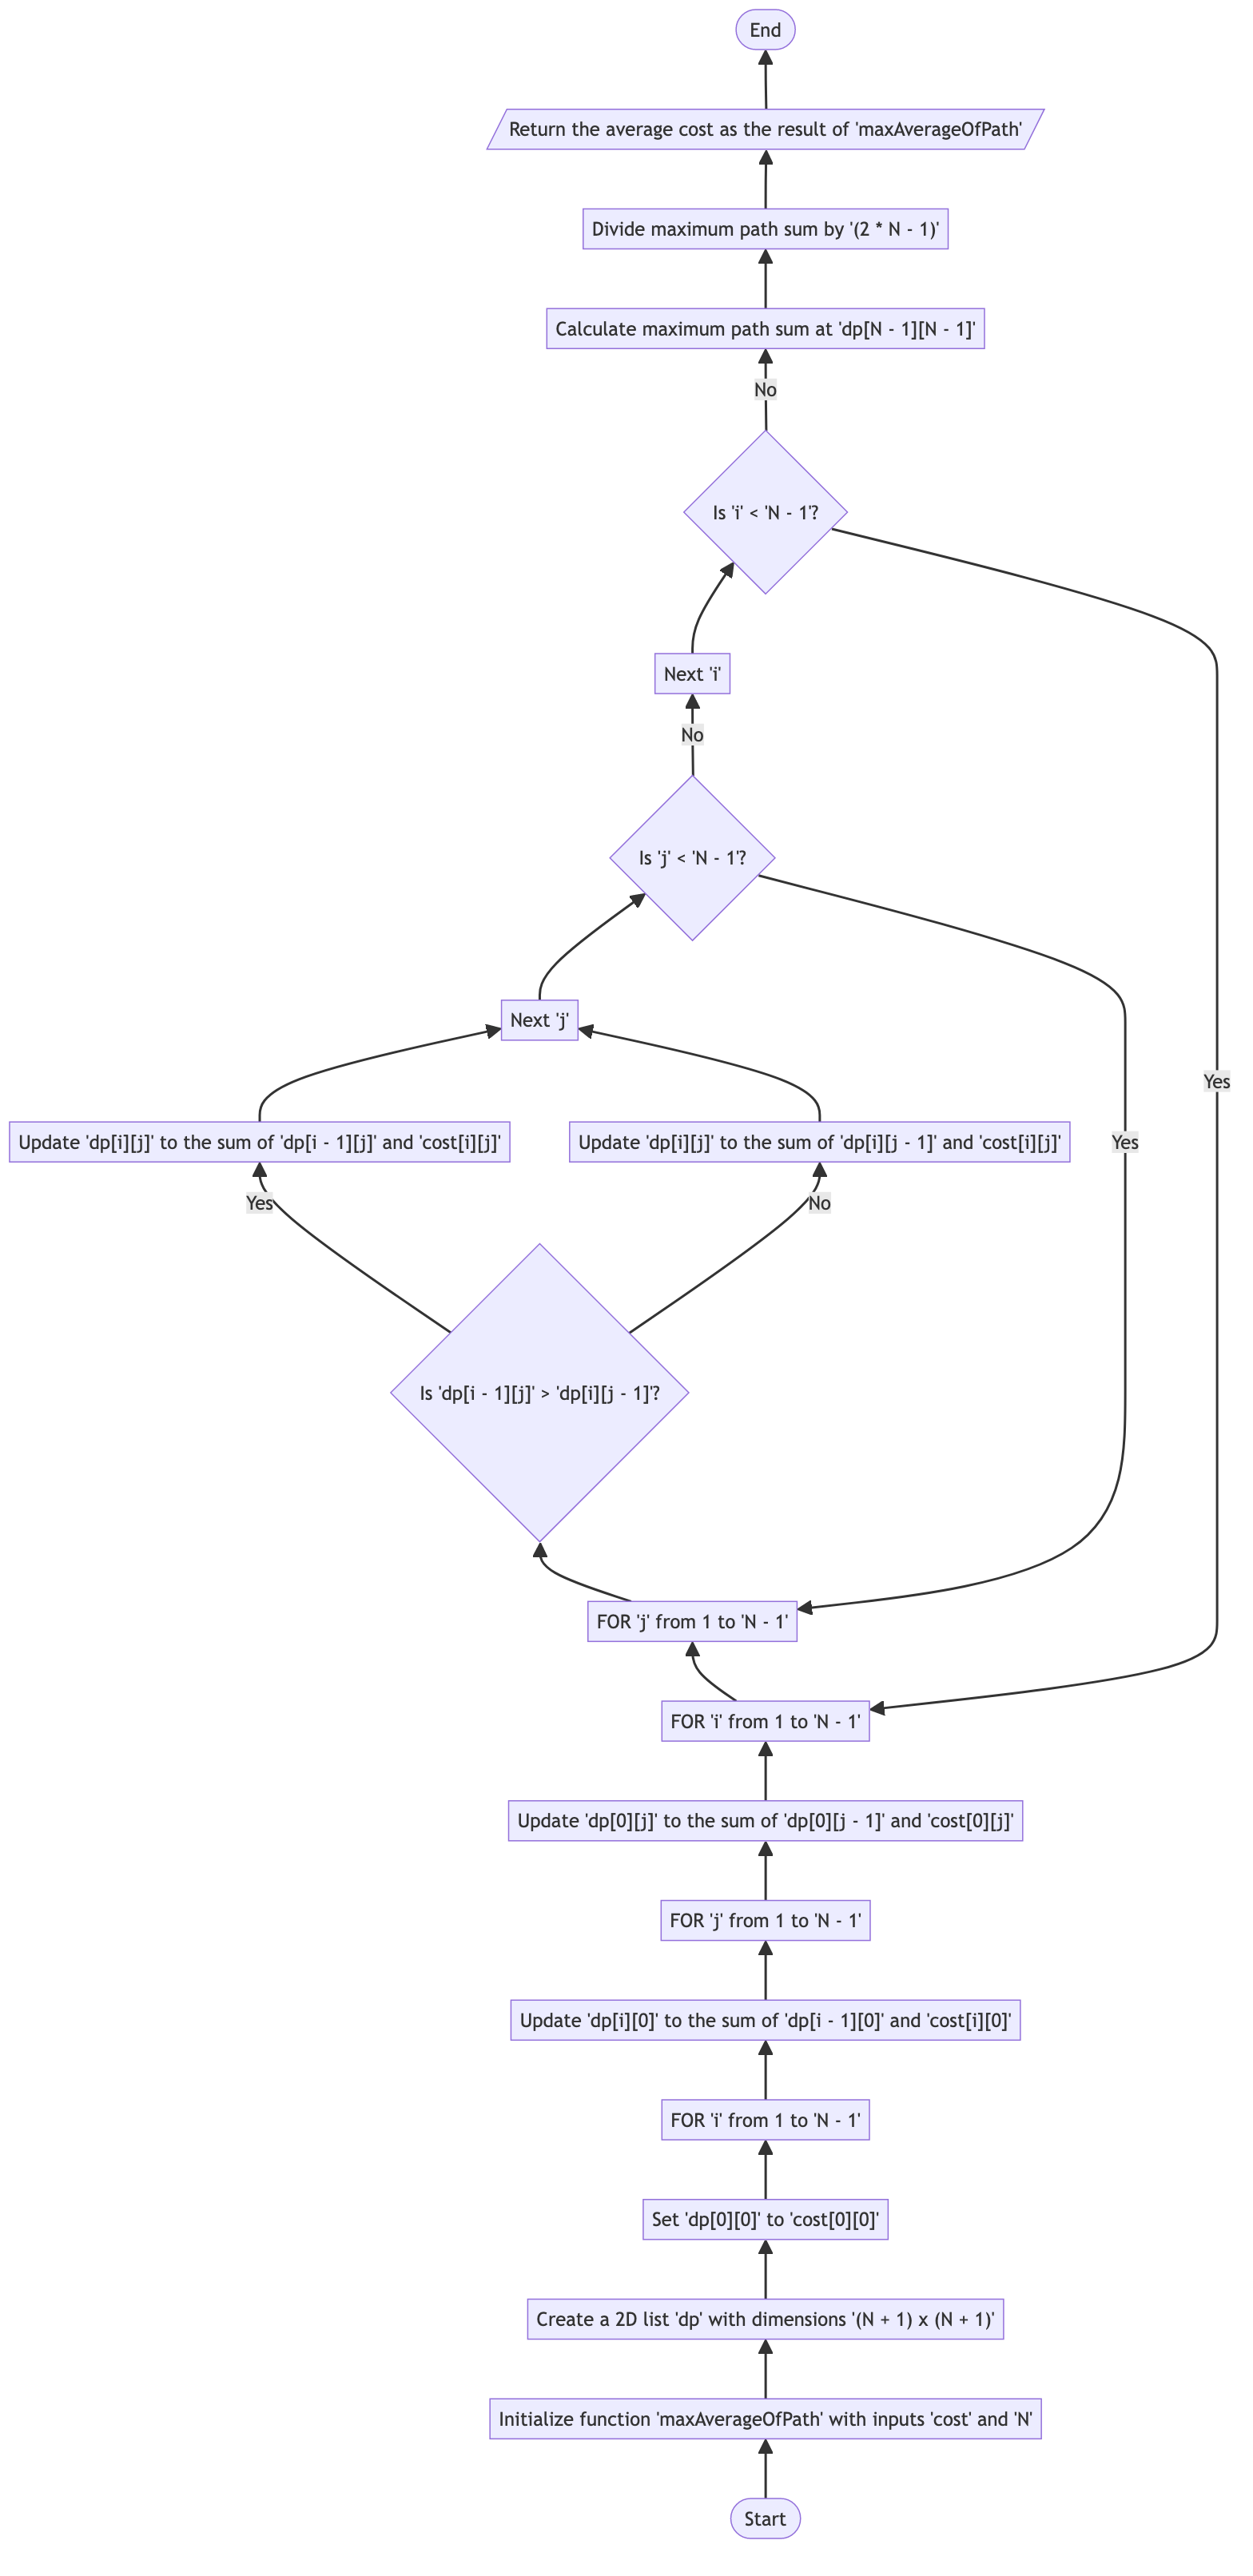 End
Return the average cost as the result of 'maxAverageOfPath'
Divide maximum path sum by '(2 * N - 1)'
Calculate maximum path sum at 'dp[N - 1][N - 1]'
No
Is 'i' < 'N - 1'?
Next 'i'
No
Is 'j' < 'N - 1'?
Next 'j'
Yes
Update 'dp[i][j]' to the sum of 'dp[i - 1][j]' and 'cost[i][j]'
Update 'dp[i][j]' to the sum of 'dp[i][j - 1]' and 'cost[i][j]'
Yes
Yes
No
Is 'dp[i - 1][j]' > 'dp[i][j - 1]'?
FOR 'j' from 1 to 'N - 1'
FOR 'i' from 1 to 'N - 1'
Update 'dp[0][j]' to the sum of 'dp[0][j - 1]' and 'cost[0][j]'
FOR 'j' from 1 to 'N - 1'
Update 'dp[i][0]' to the sum of 'dp[i - 1][0]' and 'cost[i][0]'
FOR 'i' from 1 to 'N - 1'
Set 'dp[0][0]' to 'cost[0][0]'
Create a 2D list 'dp' with dimensions '(N + 1) x (N + 1)'
Initialize function 'maxAverageOfPath' with inputs 'cost' and 'N'
Start